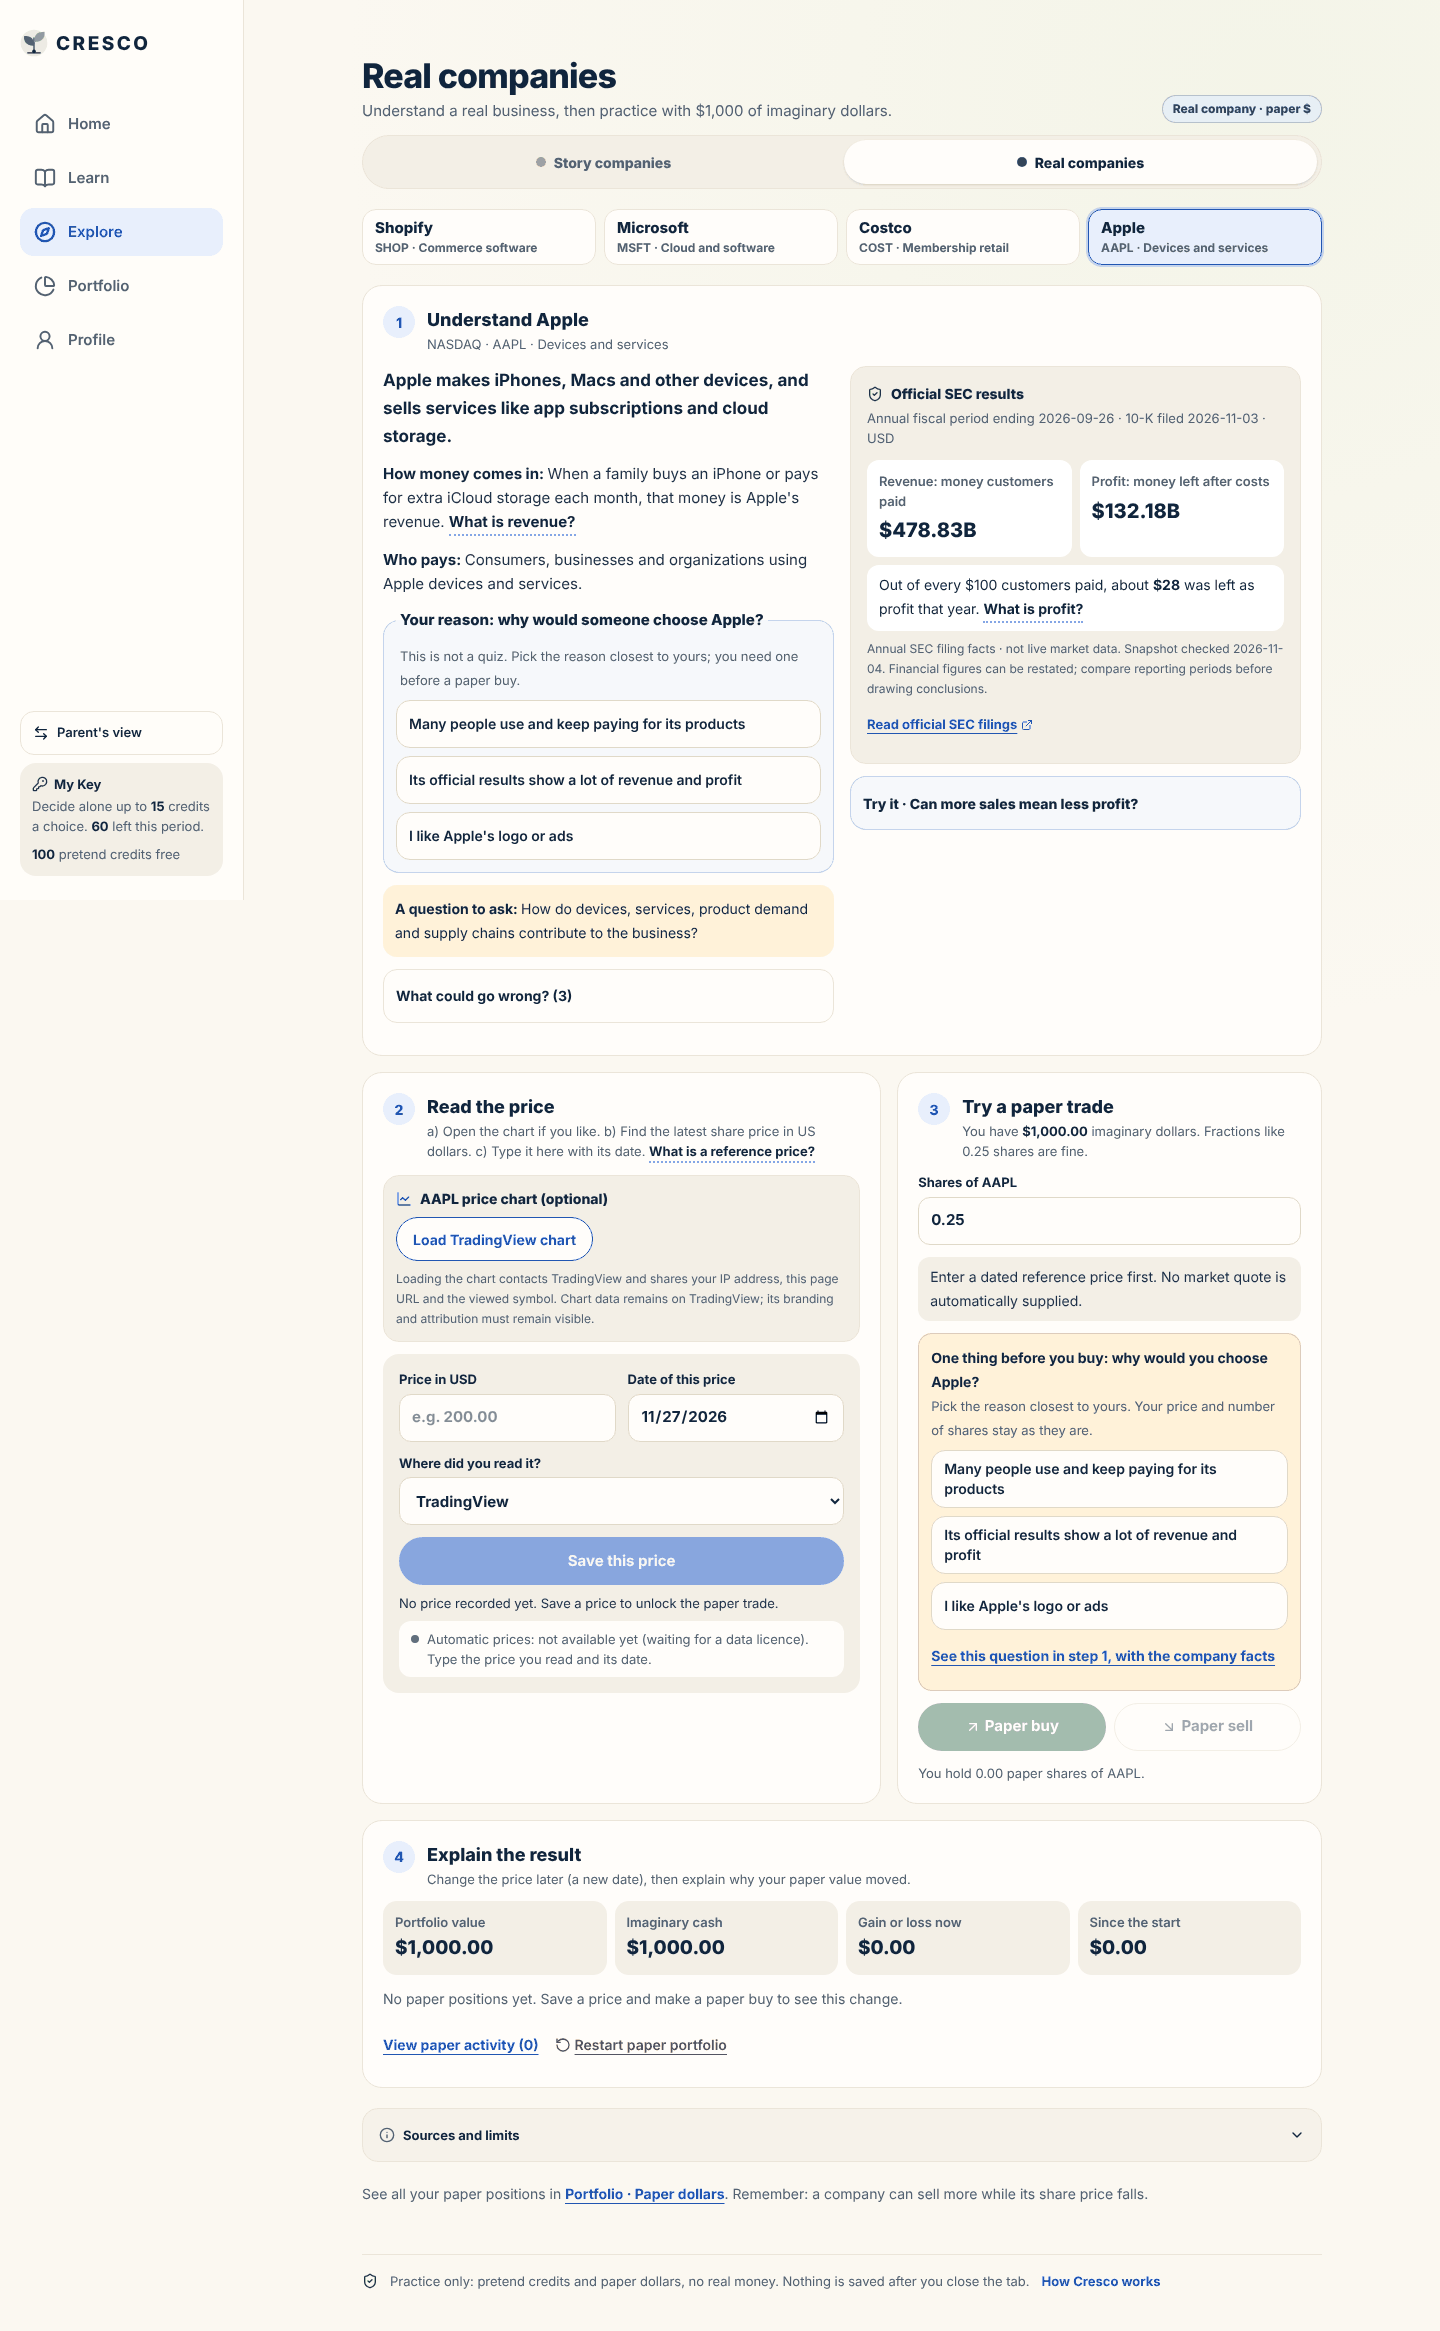 CRESCO
Home
Learn
Explore
Portfolio
Profile
Parent's view
My Key
Decide alone up to 15 credits
a choice. 60 left this period.
100 pretend credits free
Real companies
Understand a real business, then practice with $1,000 of imaginary dollars.
Real company · paper $
Story companies
Real companies
Shopify
SHOP · Commerce software
Microsoft
MSFT · Cloud and software
Costco
COST · Membership retail
Apple
AAPL · Devices and services
1
Understand Apple
NASDAQ · AAPL · Devices and services
Apple makes iPhones, Macs and other devices, and
sells services like app subscriptions and cloud
storage.
How money comes in: When a family buys an iPhone or pays
for extra iCloud storage each month, that money is Apple's
revenue. What is revenue?
Who pays: Consumers, businesses and organizations using
Apple devices and services.
Your reason: why would someone choose Apple?
This is not a quiz. Pick the reason closest to yours; you need one
before a paper buy.
Many people use and keep paying for its products
Its official results show a lot of revenue and profit
I like Apple's logo or ads
A question to ask: How do devices, services, product demand
and supply chains contribute to the business?
What could go wrong? (3)
Official SEC results
Annual fiscal period ending 2026-09-26 · 10-K filed 2026-11-03 ·
USD
Revenue: money customers
paid
$478.83B
Profit: money left after costs
$132.18B
Out of every $100 customers paid, about $28 was left as
profit that year. What is profit?
Annual SEC filing facts · not live market data. Snapshot checked 2026-11-
04. Financial figures can be restated; compare reporting periods before
drawing conclusions.
Read official SEC filings
Try it · Can more sales mean less profit?
2
Read the price
a) Open the chart if you like. b) Find the latest share price in US
dollars. c) Type it here with its date. What is a reference price?
AAPL price chart (optional)
Load TradingView chart
Loading the chart contacts TradingView and shares your IP address, this page
URL and the viewed symbol. Chart data remains on TradingView; its branding
and attribution must remain visible.
Price in USD
e.g. 200.00
Date of this price
11/27/2026
Where did you read it?
TradingView
Save this price
No price recorded yet. Save a price to unlock the paper trade.
Automatic prices: not available yet (waiting for a data licence).
Type the price you read and its date.
3
Try a paper trade
You have $1,000.00 imaginary dollars. Fractions like
0.25 shares are fine.
Shares of AAPL
0.25
Enter a dated reference price first. No market quote is
automatically supplied.
One thing before you buy: why would you choose
Apple?
Pick the reason closest to yours. Your price and number
of shares stay as they are.
Many people use and keep paying for its
products
Its official results show a lot of revenue and
profit
I like Apple's logo or ads
See this question in step 1, with the company facts
Paper buy
Paper sell
You hold 0.00 paper shares of AAPL.
4
Explain the result
Change the price later (a new date), then explain why your paper value moved.
Portfolio value
$1,000.00
Imaginary cash
$1,000.00
Gain or loss now
$0.00
Since the start
$0.00
No paper positions yet. Save a price and make a paper buy to see this change.
View paper activity (0)
Restart paper portfolio
Sources and limits
See all your paper positions in Portfolio · Paper dollars. Remember: a company can sell more while its share price falls.
Practice only: pretend credits and paper dollars, no real money. Nothing is saved after you close the tab.
How Cresco works